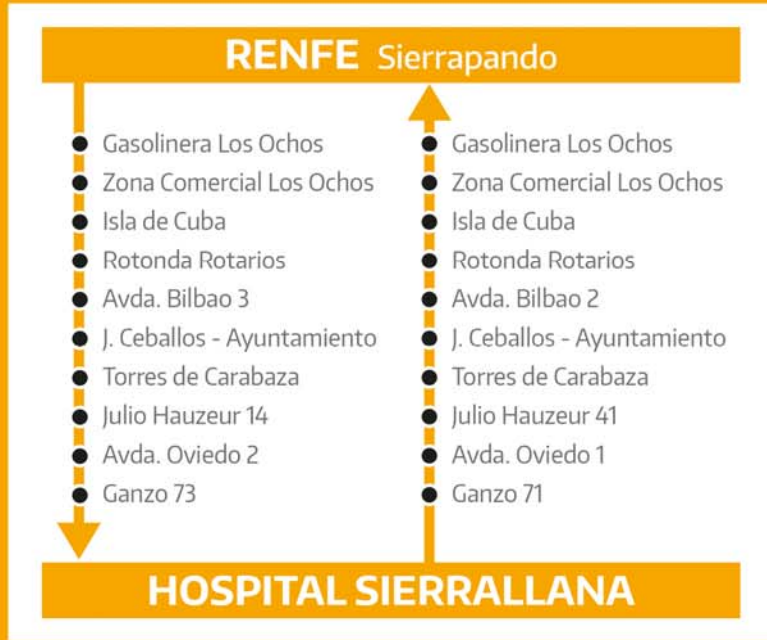 RENFE Sierrapando
Gasolinera Los Ochos
Zona Comercial Los Ochos
Isla de Cuba
Rotonda Rotarios
Avda. Bilbao 3
J. Ceballos - Ayuntamiento
Torres de Carabaza
Julio Hauzeur 14
Avda. Oviedo 2
Ganzo 73
Gasolinera Los Ochos
Zona Comercial Los Ochos
Isla de Cuba
Rotonda Rotarios
Avda. Bilbao 2
J. Ceballos - Ayuntamiento
Torres de Carabaza
Julio Hauzeur 41
Avda. Oviedo 1
Ganzo 71
HOSPITAL SIERRALLANA